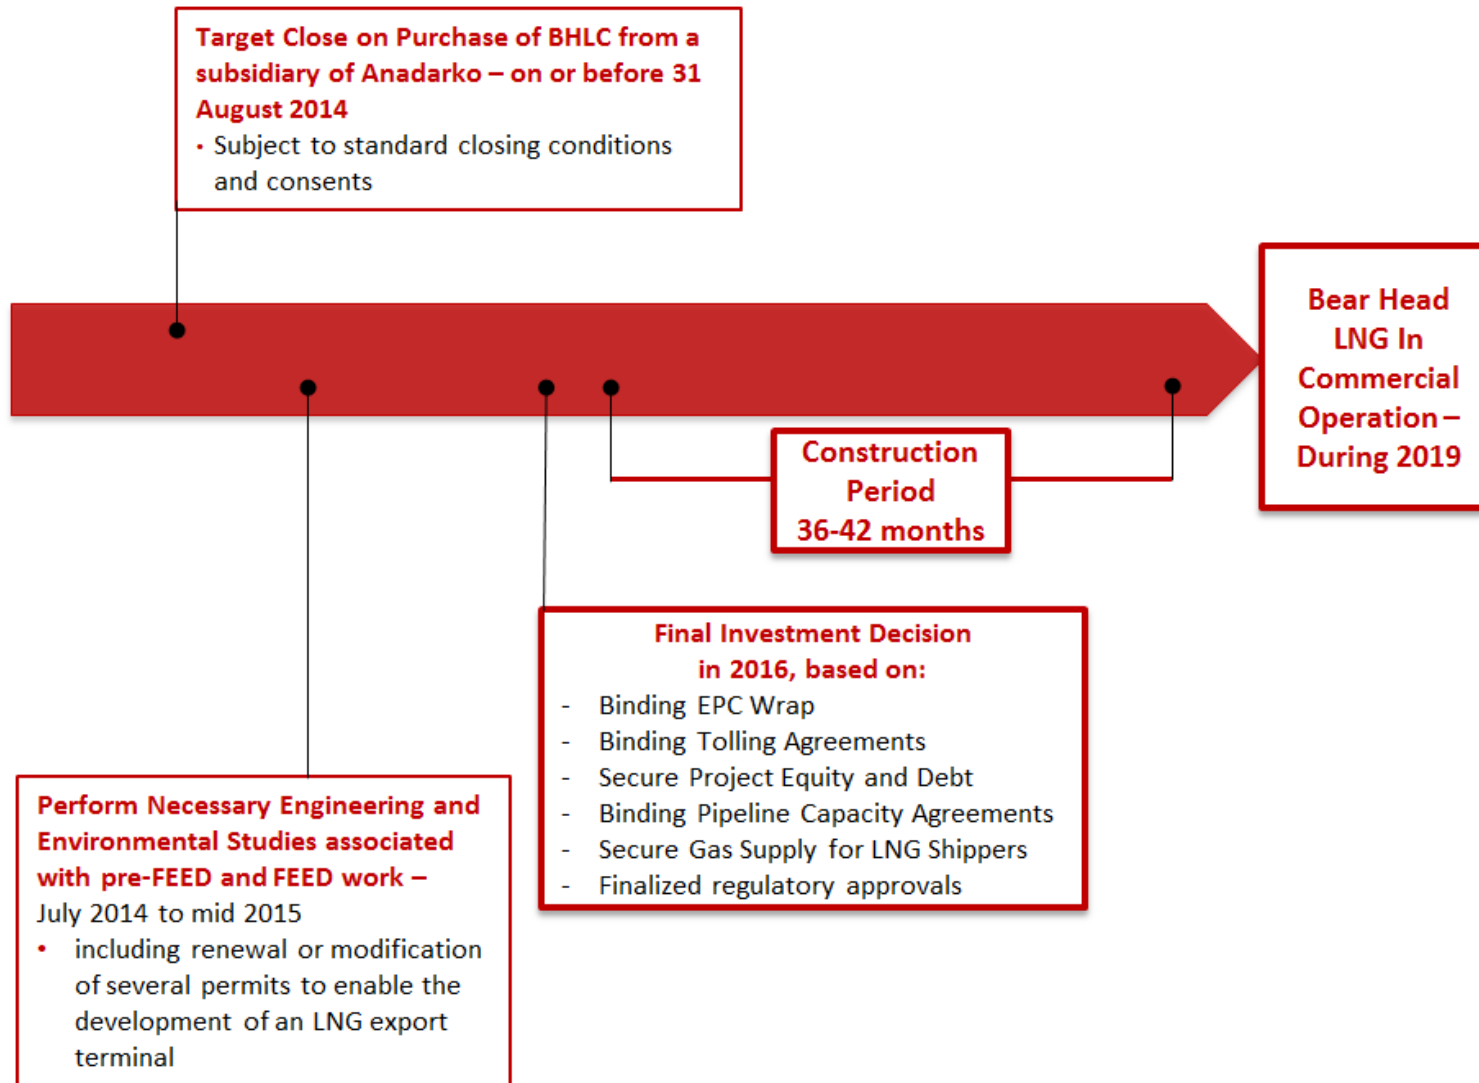 Target Close on Purchase of BHLC from a
subsidiary of Anadarko – on or before 31
August 2014
• Subject to standard closing conditions
and consents
Bear Head
LNG In
Commercial
Operation –
During 2019
Construction
Period
36-42 months
Final Investment Decision
in 2016, based on:
- Binding EPC Wrap
- Binding Tolling Agreements
- Secure Project Equity and Debt
- Binding Pipeline Capacity Agreements
- Secure Gas Supply for LNG Shippers
- Finalized regulatory approvals
Perform Necessary Engineering and
Environmental Studies associated
with pre-FEED and FEED work –
July 2014 to mid 2015
• including renewal or modification
of several permits to enable the
development of an LNG export
terminal